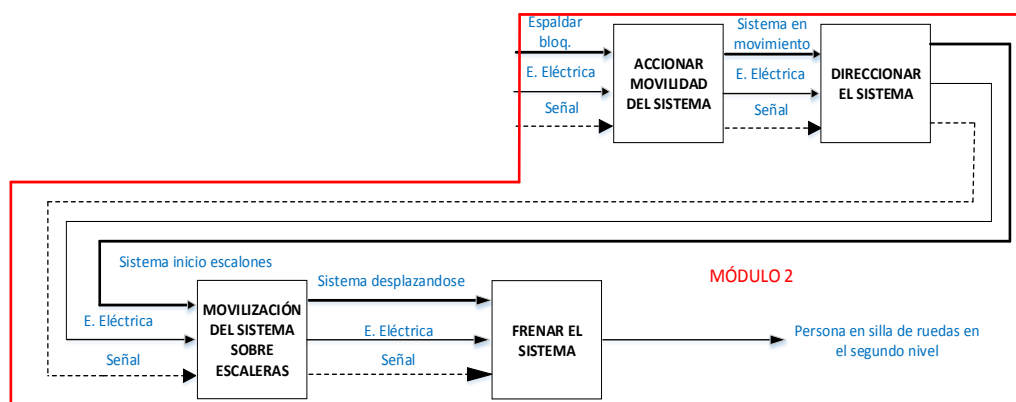 Espaldar
bloq.
E. Eléctrica
Señal
ACCIONAR
MOVILIDAD
DEL SISTEMA
Sistema en
movimiento
E. Eléctrica
Señal
DIRECCIONAR
EL SISTEMA
Sistema inicio escalones
E. Eléctrica
Señal
MOVILIZACIÓN
DEL SISTEMA
SOBRE
ESCALERAS
Sistema desplazandose
E. Eléctrica
Señal
FRENAR EL
SISTEMA
MÓDULO 2
Persona en silla de ruedas en
el segundo nivel